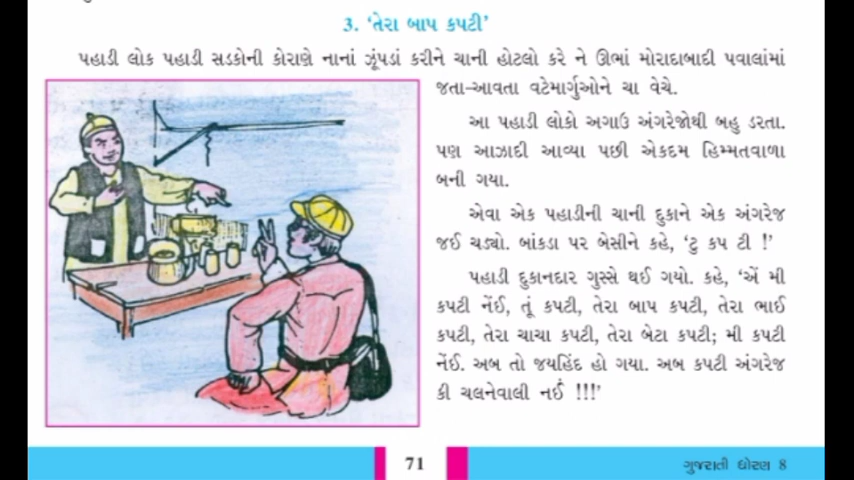 3. ‘તેરા બાપ કપટી’
પહાડી લોક પહાડી સડકોની કોરાણે નાનાં ઝૂંપડાં કરીને ચાની હોટલો કરે ને ઊભાં મોરાદાબાદી પવાલાંમાં
જતા-આવતા વટેમાર્ગુઓને ચા વેચે.
આ પહાડી લોકો અગાઉ અંગરેજોથી બહુ ડરતા.
પણ આઝાદી આવ્યા પછી એકદમ હિમ્મતવાળા
બની ગયા.
એવા એક પહાડીની ચાની દુકાને એક અંગરેજ
જઈ ચડ્યો. બાંકડા પર બેસીને કહે, ‘ટુ કપ ટી !’
પહાડી દુકાનદાર ગુસ્સે થઈ ગયો. કહે, ‘એં મી
કપટી નેંઈ, તૂં કપટી, તેરા બાપ કપટી, તેરા ભાઈ
કપટી, તેરા ચાચા કપટી, તેરા બેટા કપટી; મી કપટી
નેંઈ. અબ તો જયહિંદ હો ગયા. અબ કપટી અંગરેજ
કી ચલનેવાલી નઈં !!!’
71
ગુજરાતી ધોરણ 8